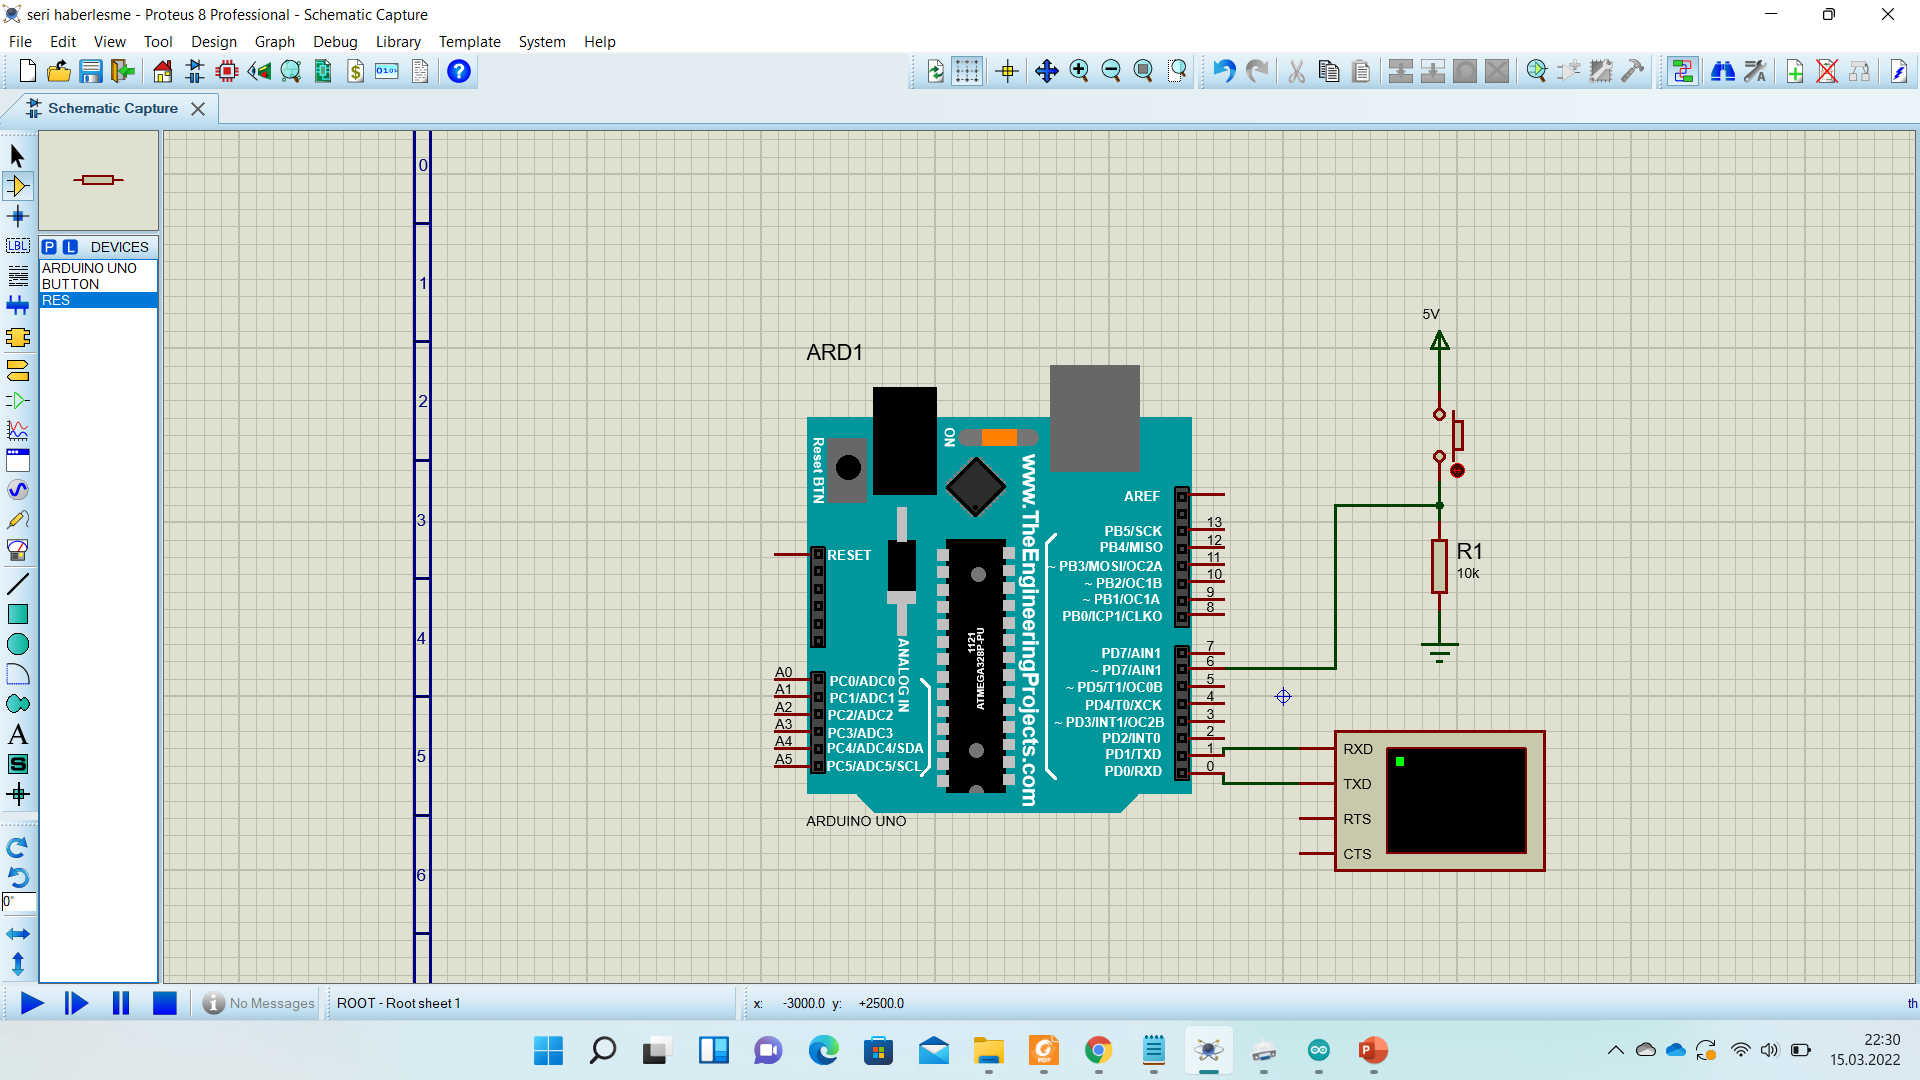 seri haberlesme - Proteus 8 Professional - Schematic Capture
File Edit View Tool Design Graph Debug Library Template System Help
Schematic Capture
P L DEVICES
ARDUINO UNO
BUTTON
RES
LBL
A
S
0°
0
1
2
3
4
5
6
ARD1
Reset BTN
ON
www.TheEngineeringProjects.com
RESET
ANALOG IN
1121
ATMEGA328P-PU
AREF
PB5/SCK 13
PB4/MISO 12
~ PB3/MOSI/OC2A 11
~ PB2/OC1B 10
~ PB1/OC1A 9
PB0/ICP1/CLKO 8
PD7/AIN1 7
~ PD7/AIN1 6
~ PD5/T1/OC0B 5
PD4/T0/XCK 4
~ PD3/INT1/OC2B 3
PD2/INT0 2
PD1/TXD 1
PD0/RXD 0
A0 PC0/ADC0
A1 PC1/ADC1
A2 PC2/ADC2
A3 PC3/ADC3
A4 PC4/ADC4/SDA
A5 PC5/ADC5/SCL
ARDUINO UNO
5V
R1
10k
RXD
TXD
RTS
CTS
No Messages
ROOT - Root sheet 1
x: -3000.0 y: +2500.0
th
22:30
15.03.2022